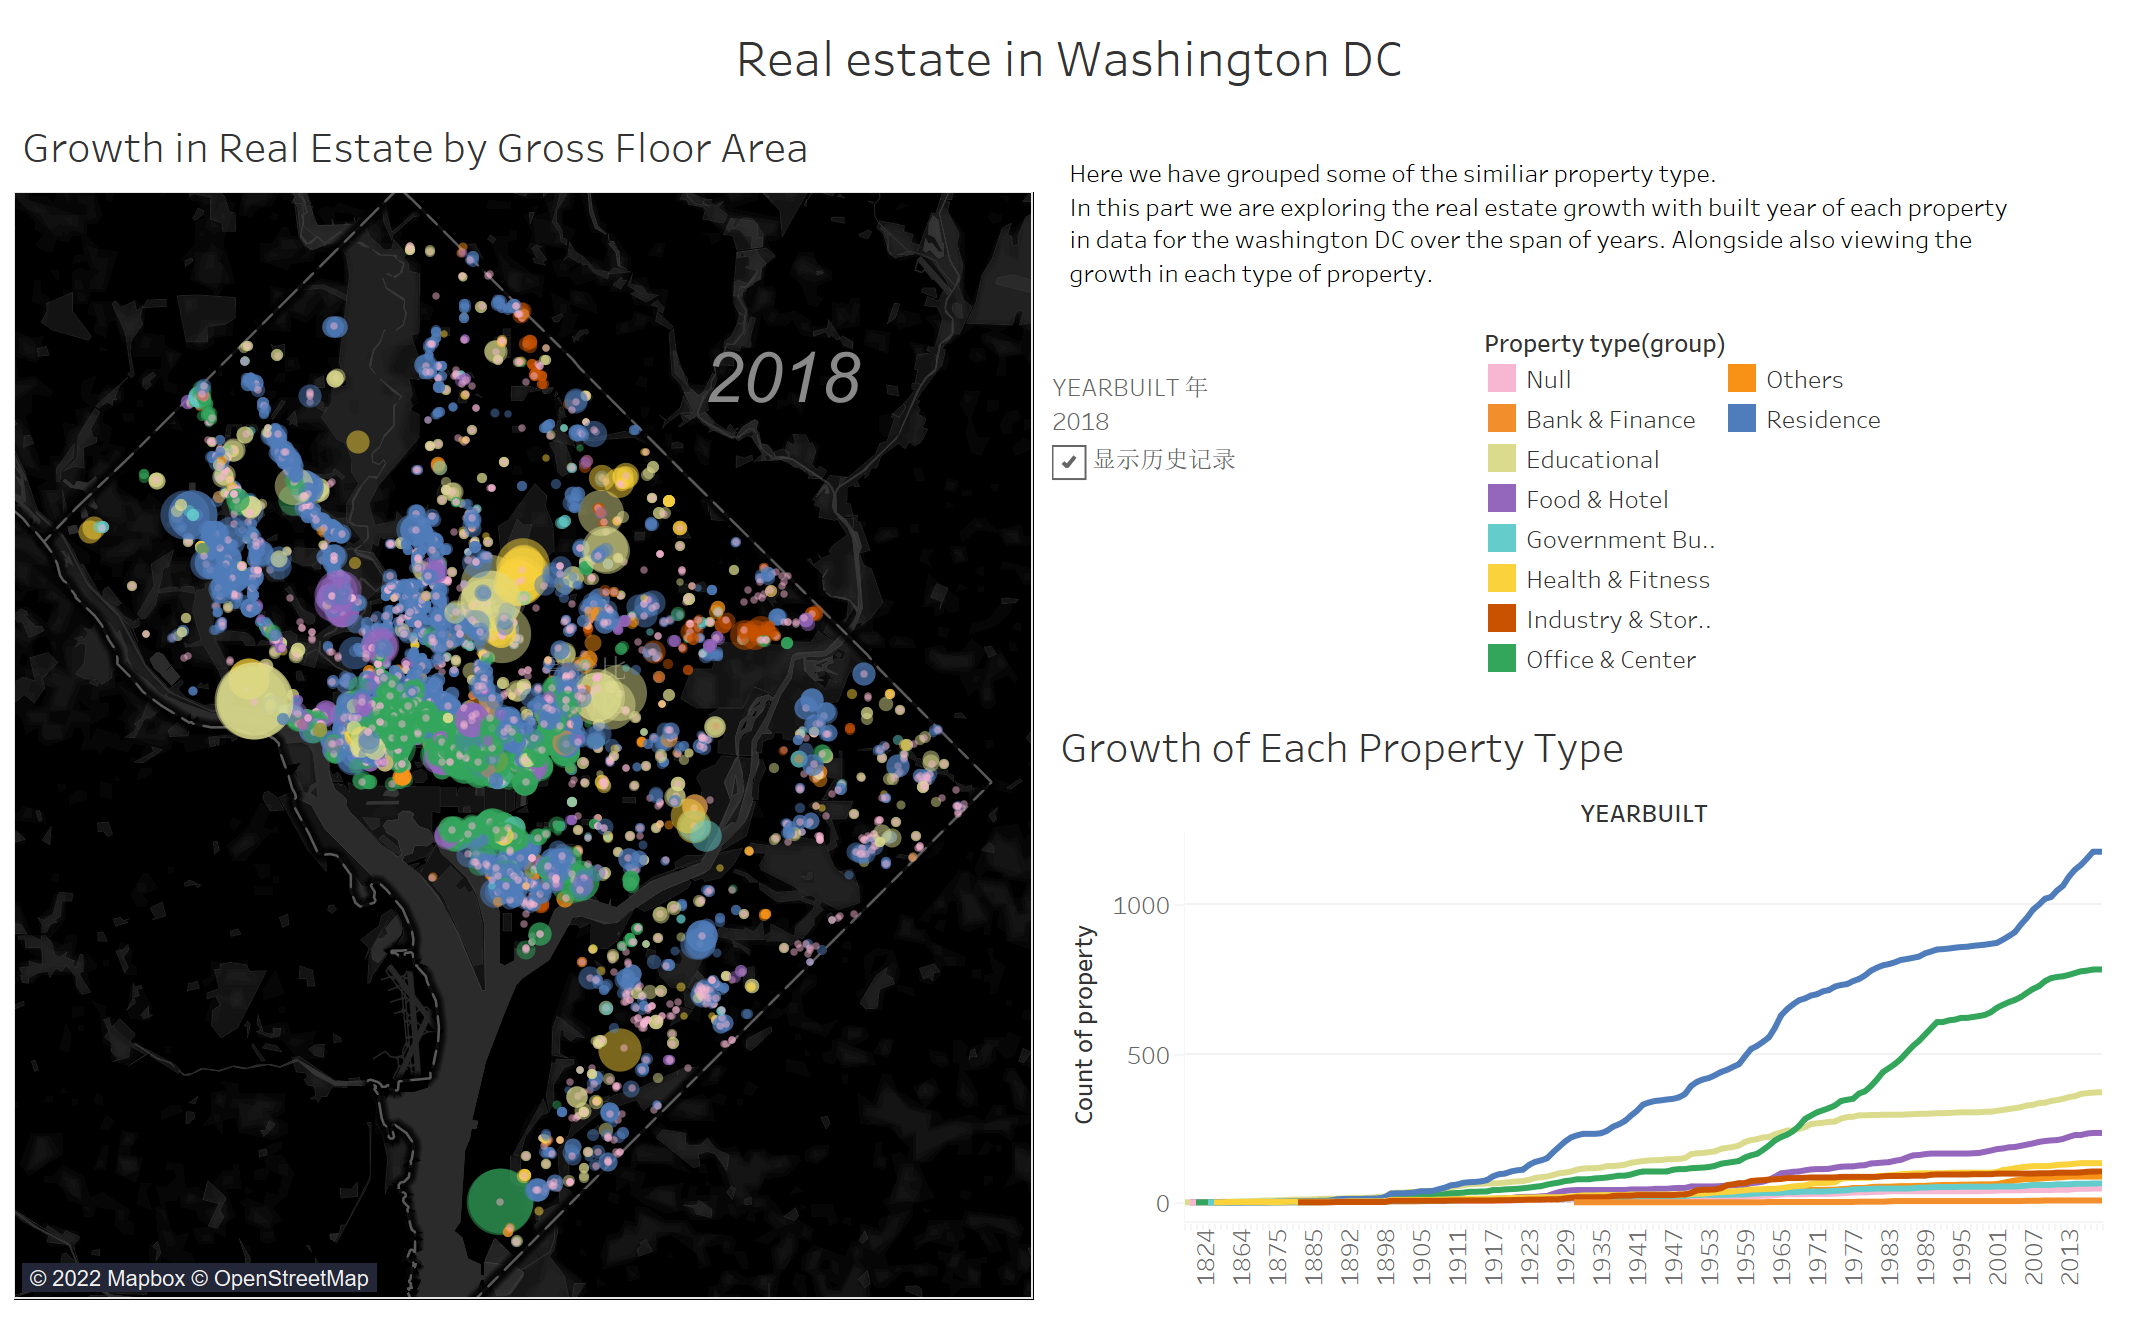 Real estate in Washington DC
Growth in Real Estate by Gross Floor Area
Here we have grouped some of the similiar property type.
In this part we are exploring the real estate growth with built year of each property
in data for the washington DC over the span of years. Alongside also viewing the
growth in each type of property.
2018
YEARBUILT 年
2018
显示历史记录
Property type(group)
Null
Bank & Finance
Educational
Food & Hotel
Government Bu..
Health & Fitness
Industry & Stor..
Office & Center
Others
Residence
© 2022 Mapbox © OpenStreetMap
Growth of Each Property Type
YEARBUILT
Count of property
1000
500
0
1824
1864
1875
1885
1892
1898
1905
1911
1917
1923
1929
1935
1941
1947
1953
1959
1965
1971
1977
1983
1989
1995
2001
2007
2013